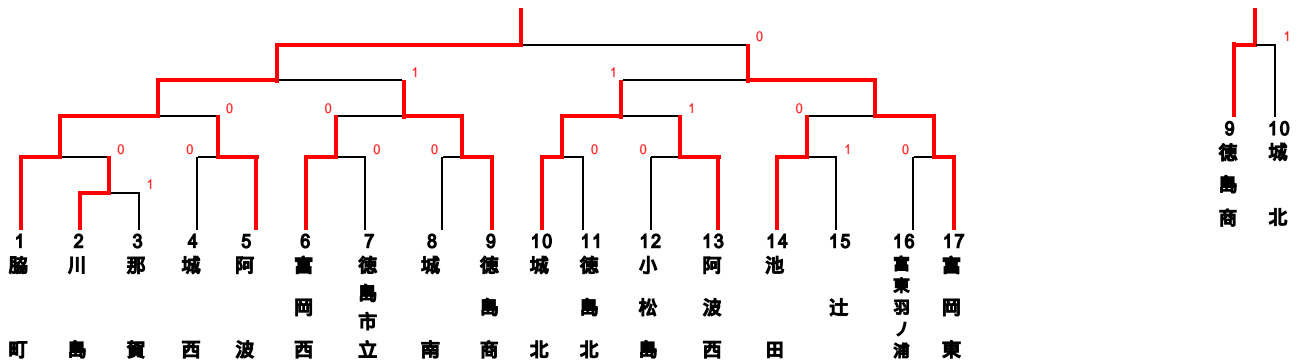 0
1
1
1
0
0
1
0
0
0
0
0
0
0
1
0
1
9 10
徳島商
城北
1 2 3 4 5 6 7 8 9 10 11 12 13 14 15 16 17
脇町
川島
那賀
城西
阿波
富岡西
徳島市立
城南
徳島商
城北
徳島北
小松島
阿波西
池田
辻
富東羽ノ浦
富岡東